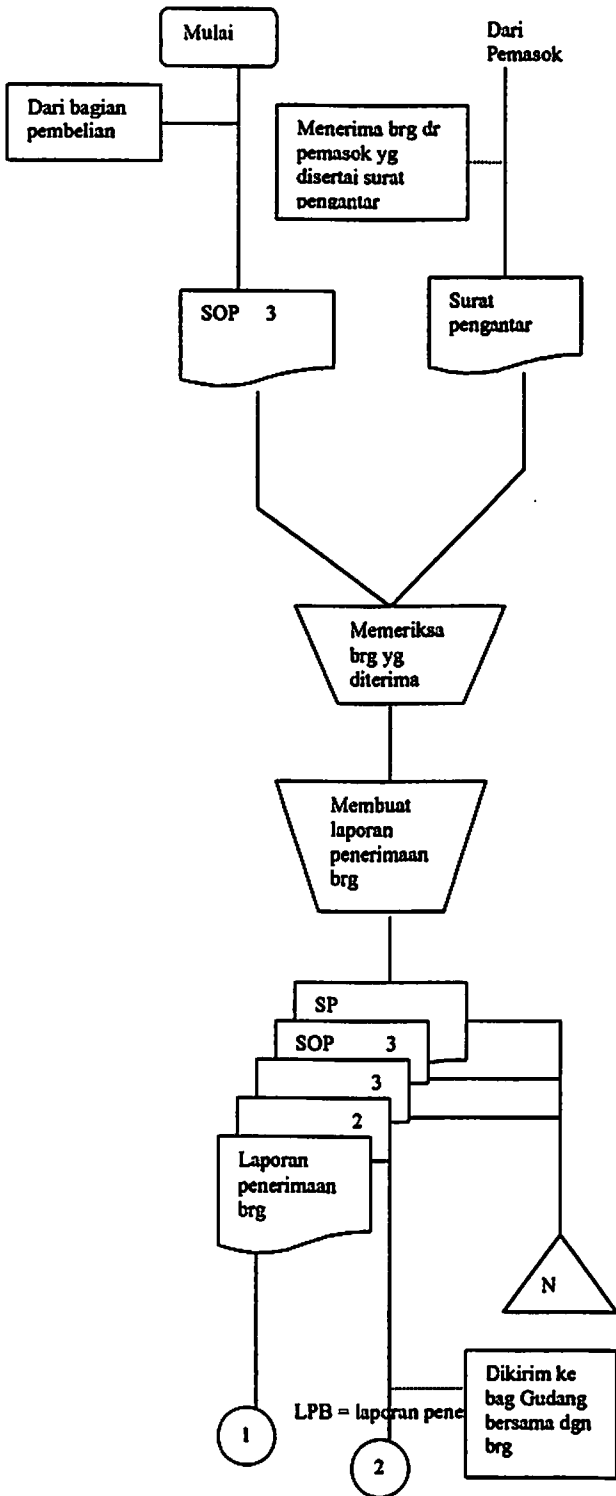 Mulai
Dari
Pemasok
Dari bagian
pembelian
Menerima brg dr
pemasok yg
disertai surat
pengantar
SOP 3
Surat
pengantar
Memeriksa
brg yg
diterima
Membuat
laporan
penerimaan
brg
SP
SOP 3
3
2
Laporan
penerimaan
brg
N
Dikirim ke
bag Gudang
bersama dgn
brg
LPB = laporan pene
1
2